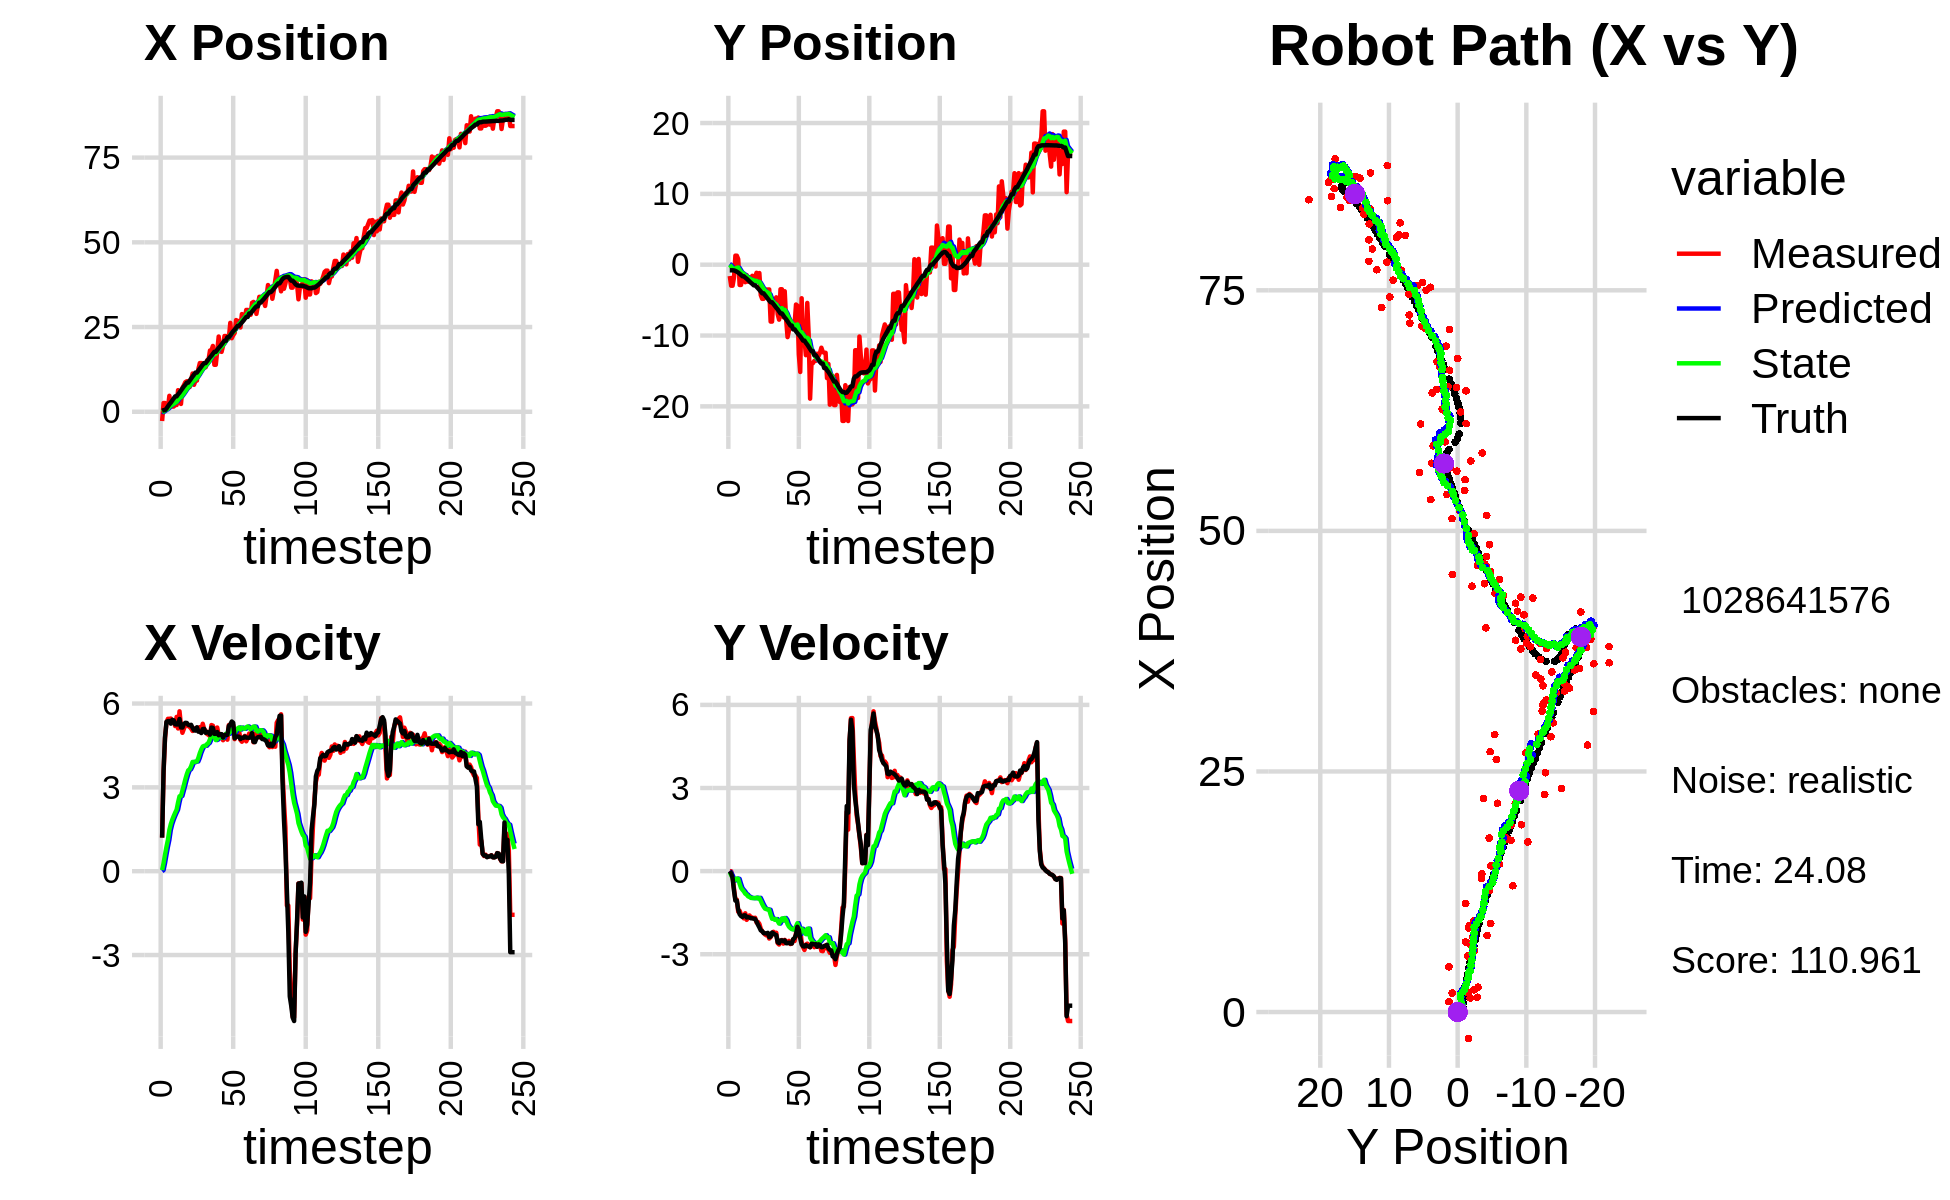 X Position
75
50
25
0
0
50
100
150
200
250
timestep
Y Position
20
10
0
-10
-20
0
50
100
150
200
250
timestep
X Velocity
6
3
0
-3
0
50
100
150
200
250
timestep
Y Velocity
6
3
0
-3
0
50
100
150
200
250
timestep
Robot Path (X vs Y)
X Position
75
50
25
0
20 10 0 -10 -20
Y Position
variable
Measured
Predicted
State
Truth
1028641576
Obstacles: none
Noise: realistic
Time: 24.08
Score: 110.961